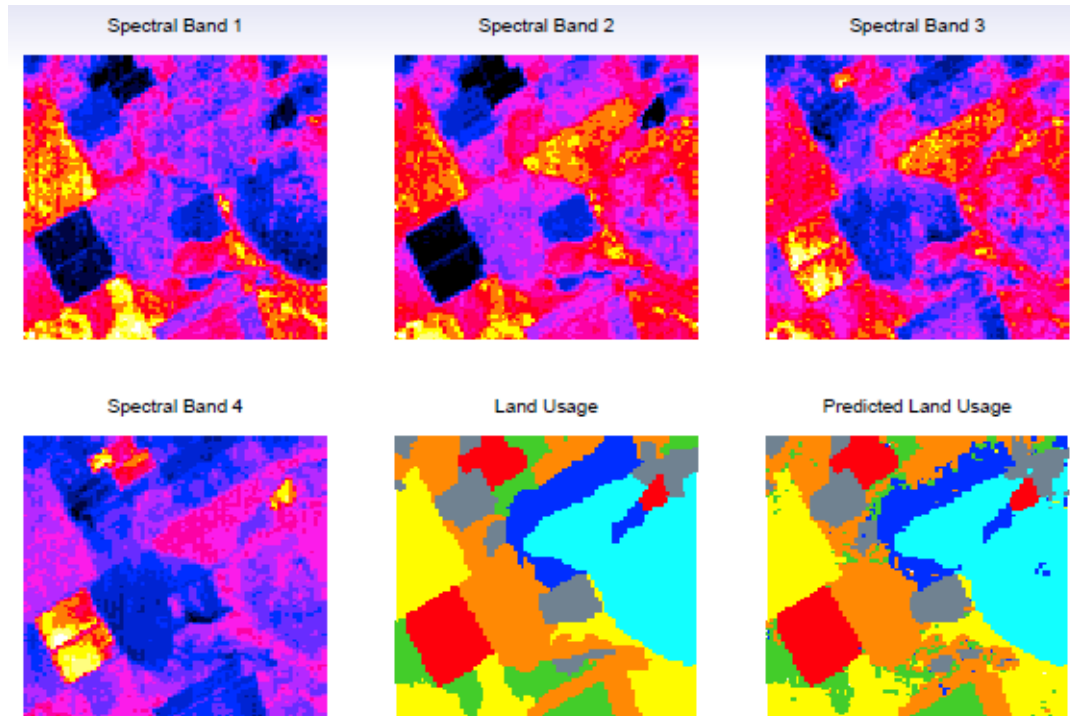 Spectral Band 1
Spectral Band 2
Spectral Band 3
Spectral Band 4
Land Usage
Predicted Land Usage